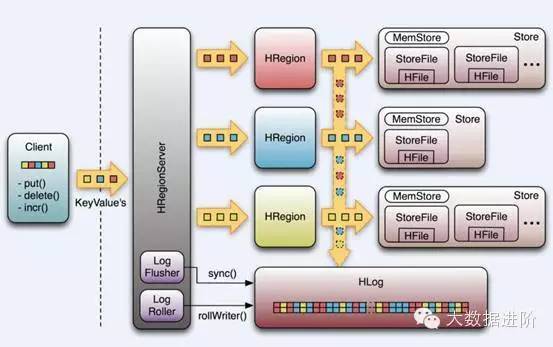 Client
- put()
- delete()
- incr()
KeyValue's
HRegionServer
Log
Flusher
Log
Roller
sync()
rollWriter()
HRegion
HRegion
HRegion
MemStore
Store
StoreFile
HFile
StoreFile
HFile
...
MemStore
Store
StoreFile
HFile
MemStore
Store
StoreFile
HFile
StoreFile
HFile
...
HLog
大数据进阶